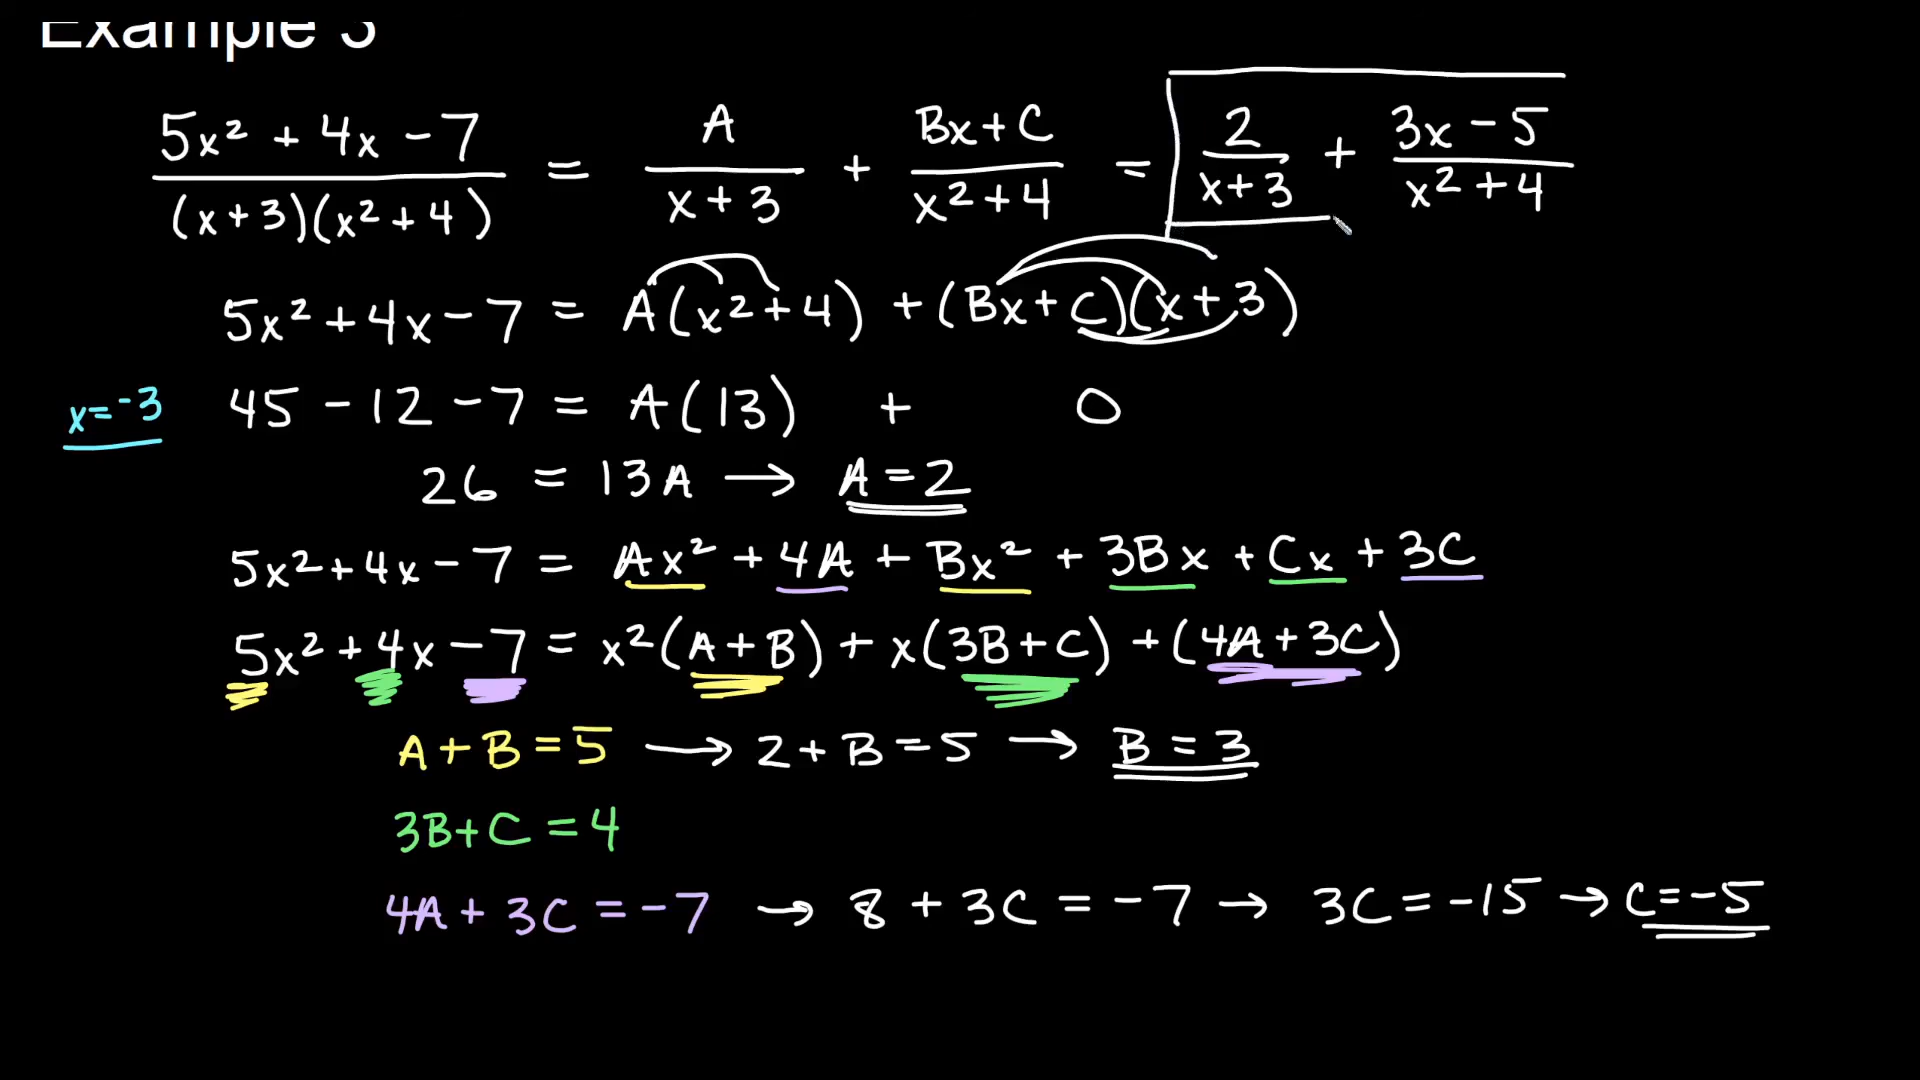 Example 3
5x² + 4x - 7 / (x+3)(x²+4) = A / x+3 + Bx+C / x²+4 = 2 / x+3 + 3x-5 / x²+4
5x²+4x-7 = A(x²+4) + (Bx+C)(x+3)
x=-3 45 - 12 - 7 = A(13) + 0
26 = 13A → A=2
5x²+4x-7 = Ax² + 4A + Bx² + 3Bx + Cx + 3C
5x²+4x-7 = x²(A+B) + x(3B+C) + (4A+3C)
A+B=5 → 2+B=5 → B=3
3B+C=4
4A+3C=-7 → 8+3C=-7 → 3C=-15 → C=-5